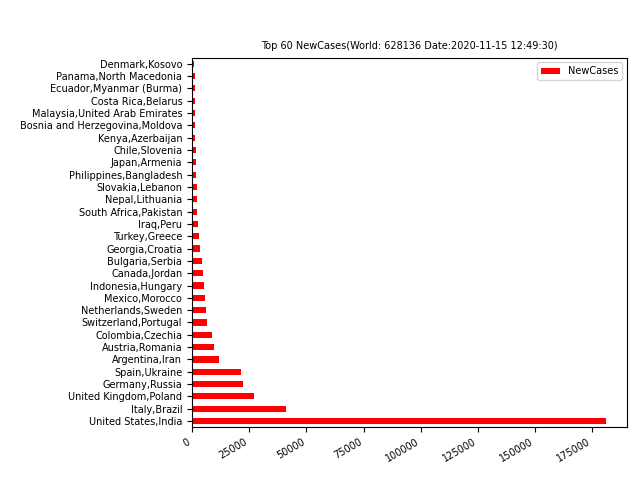 Top 60 NewCases(World: 628136 Date:2020-11-15 12:49:30)
NewCases
Denmark,Kosovo
Panama,North Macedonia
Ecuador,Myanmar (Burma)
Costa Rica,Belarus
Malaysia,United Arab Emirates
Bosnia and Herzegovina,Moldova
Kenya,Azerbaijan
Chile,Slovenia
Japan,Armenia
Philippines,Bangladesh
Slovakia,Lebanon
Nepal,Lithuania
South Africa,Pakistan
Iraq,Peru
Turkey,Greece
Georgia,Croatia
Bulgaria,Serbia
Canada,Jordan
Indonesia,Hungary
Mexico,Morocco
Netherlands,Sweden
Switzerland,Portugal
Colombia,Czechia
Austria,Romania
Argentina,Iran
Spain,Ukraine
Germany,Russia
United Kingdom,Poland
Italy,Brazil
United States,India
0 25000 50000 75000 100000 125000 150000 175000